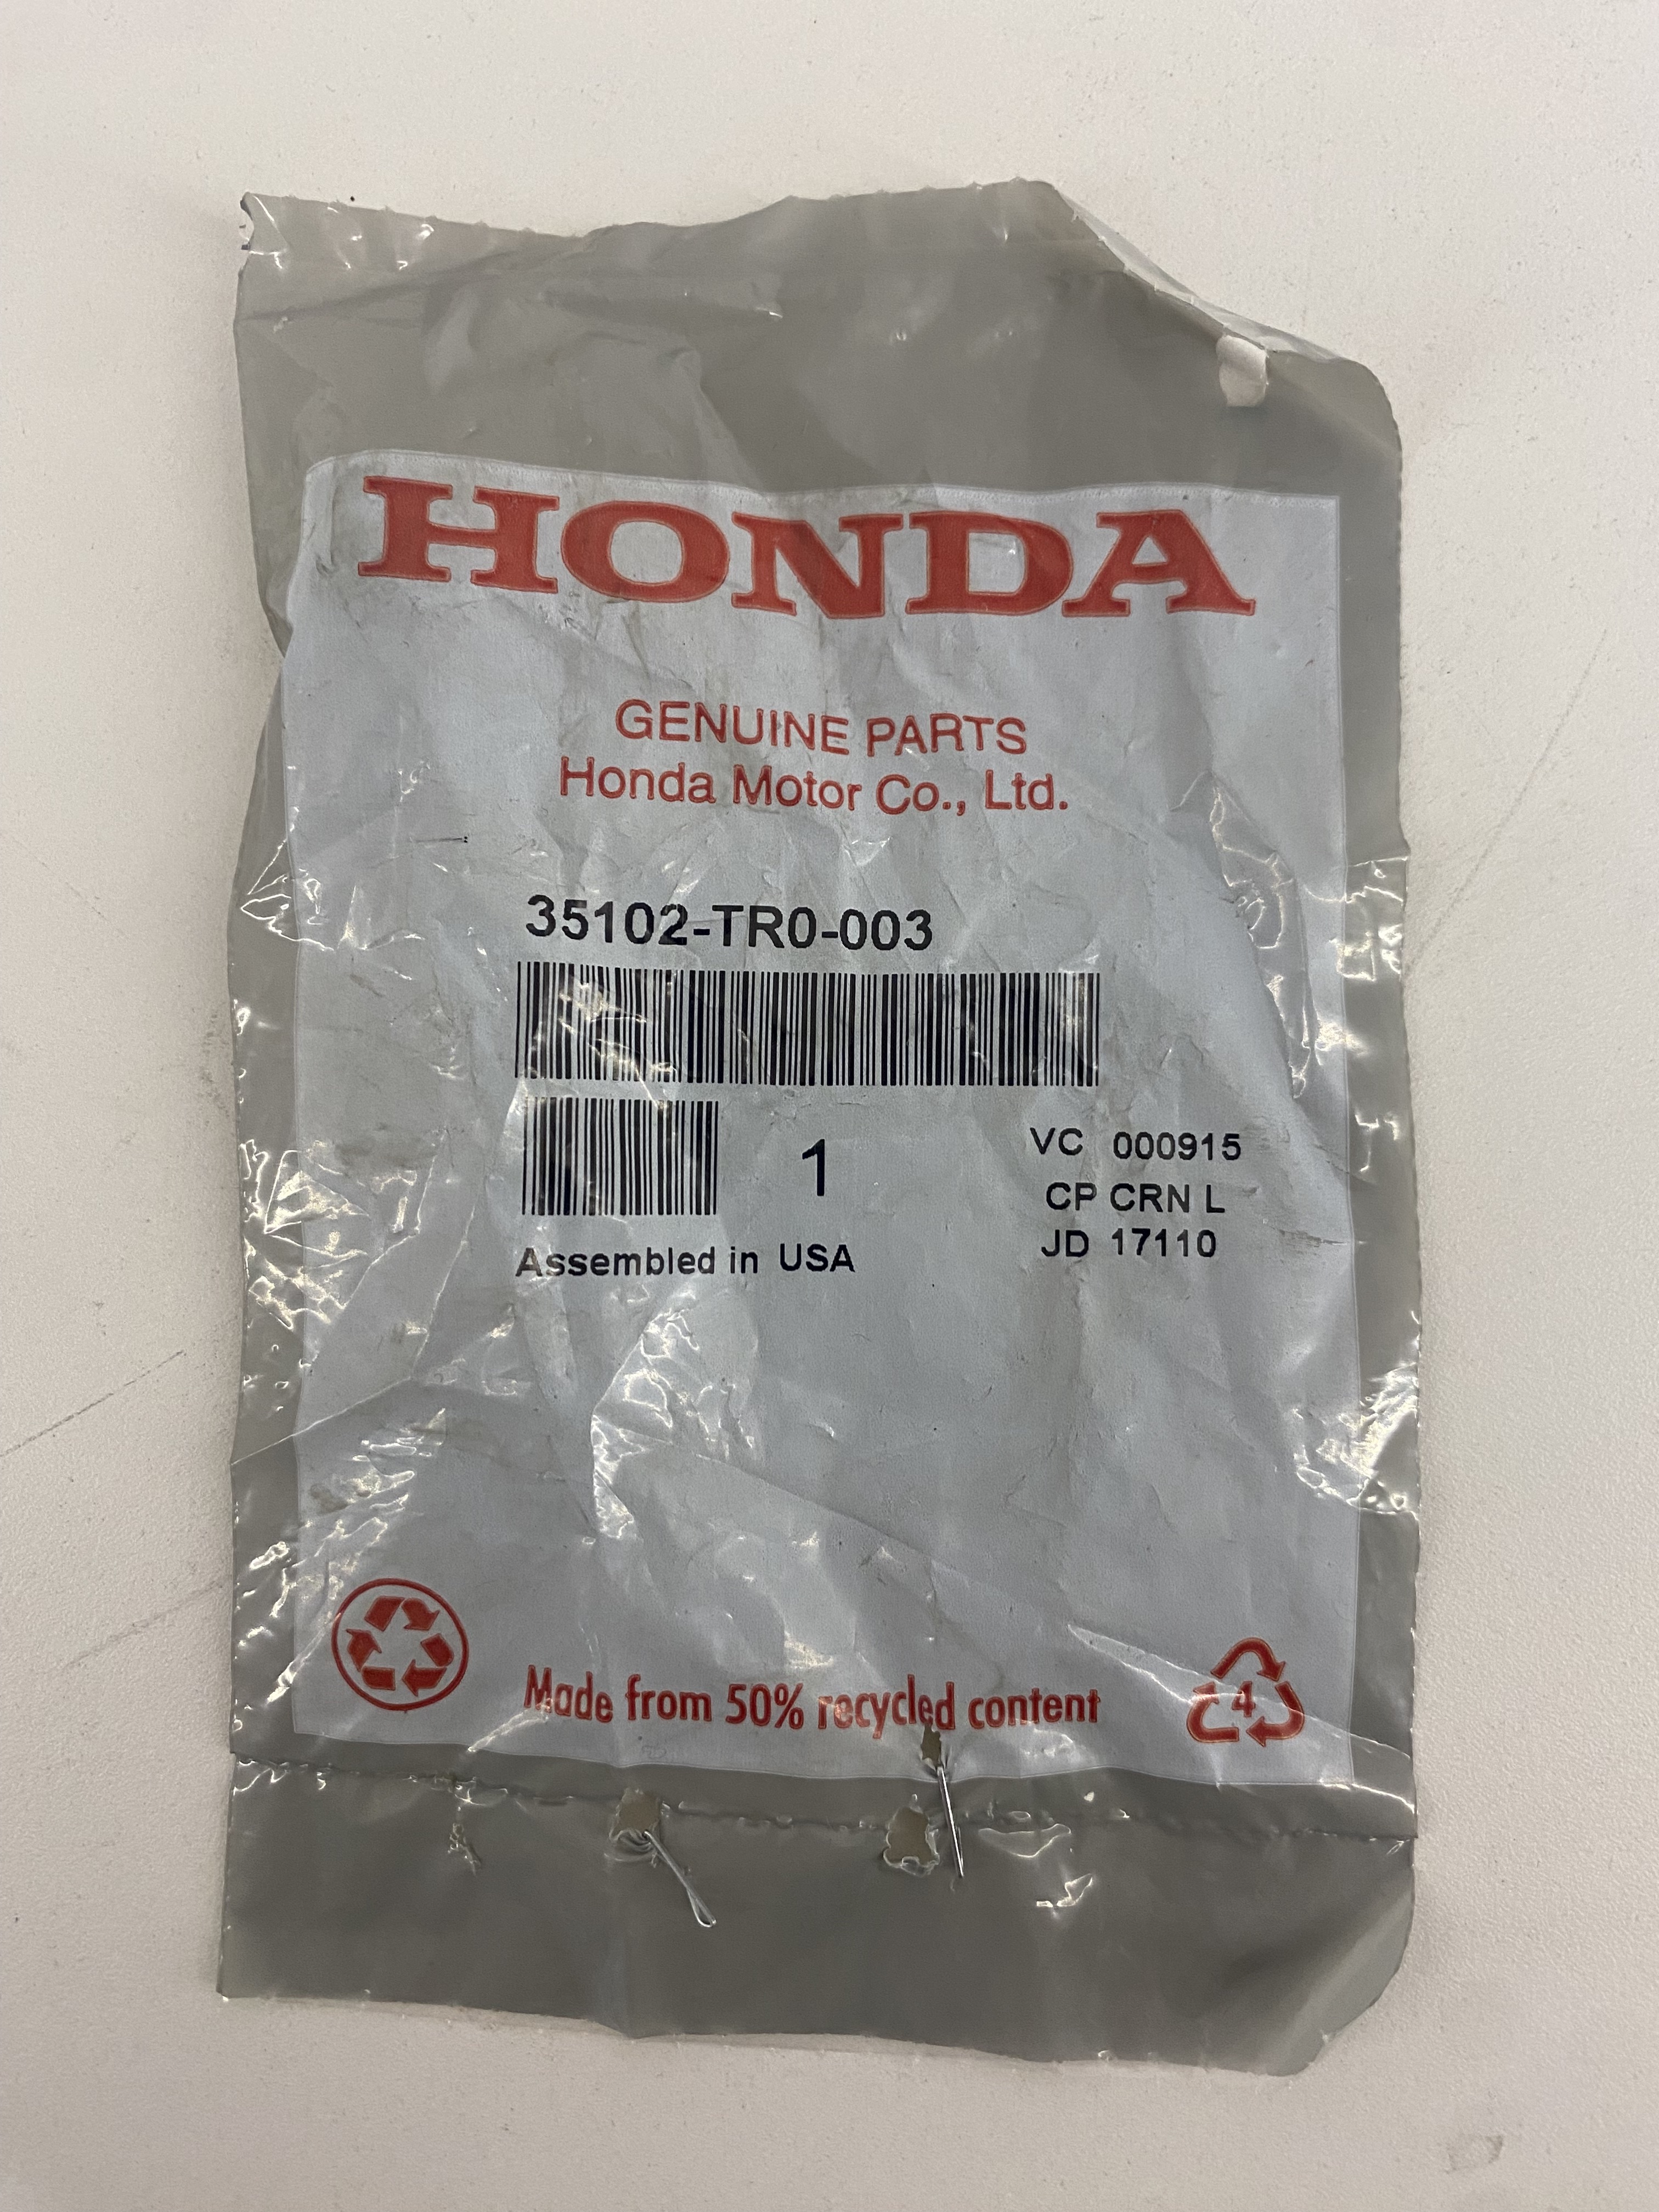 HONDA
GENUINE PARTS
Honda Motor Co., Ltd.
35102-TR0-003
1
VC 000915
CP CRN L
JD 17110
Assembled in USA
Made from 50% recycled content
4